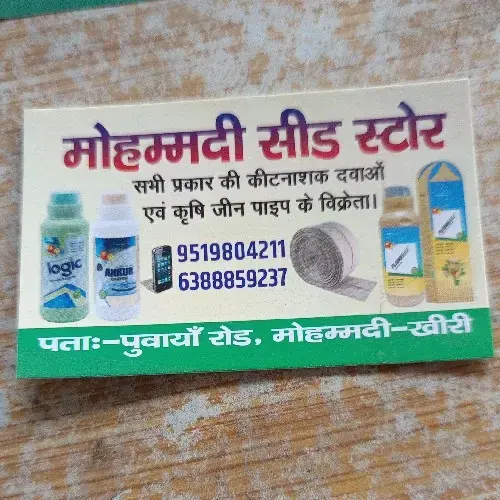 मोहम्मदी सीड स्टोर
सभी प्रकार की कीटनाशक दवाओं
एवं कृषि जीन पाइप के विक्रेता।
9519804211
6388859237
logic
ANKUR
पताः-पुवायाँ रोड, मोहम्मदी-खीरी